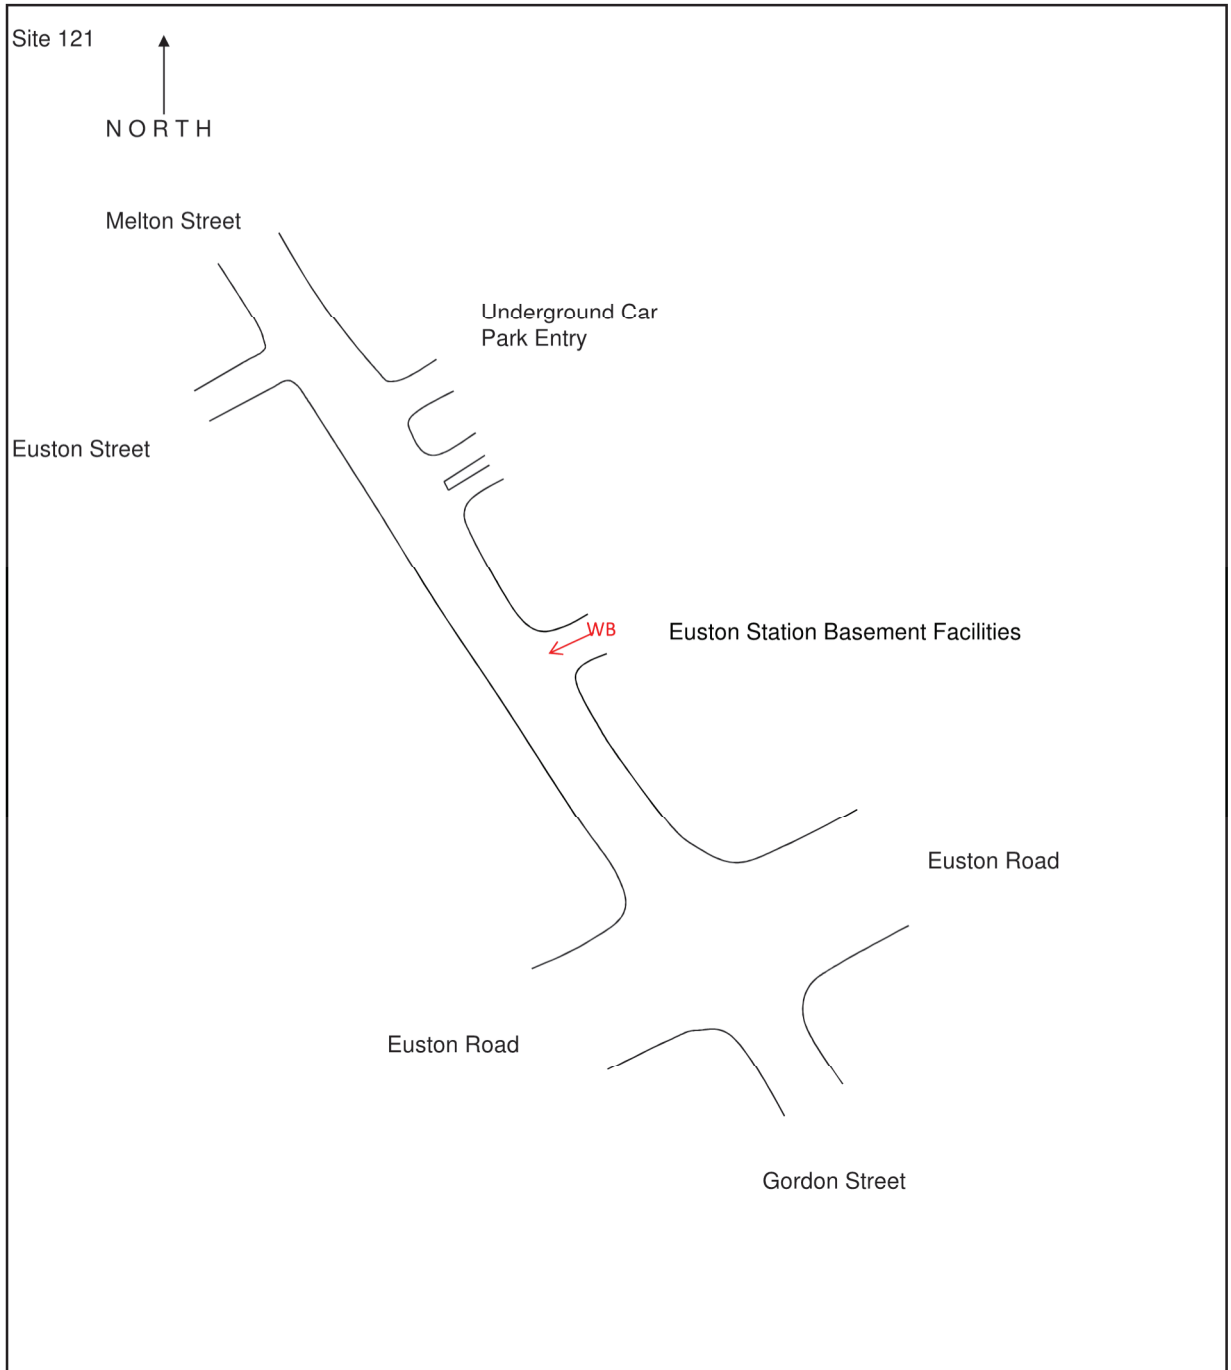 Site 121
N O R T H
Melton Street
Underground Car
Park Entry
Euston Street
WB
Euston Station Basement Facilities
Euston Road
Euston Road
Gordon Street